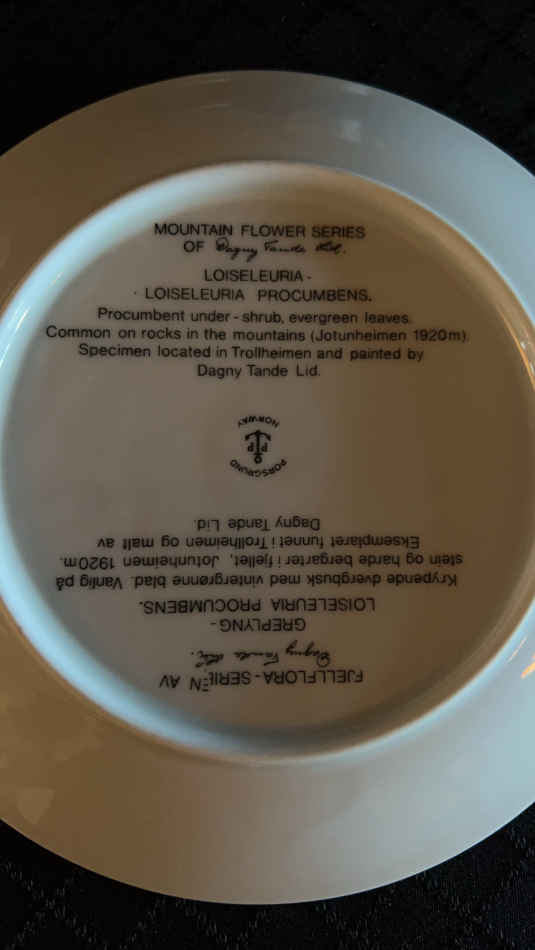 MOUNTAIN FLOWER SERIES
OF Dagny Tande Lid.
LOISELEURIA -
· LOISELEURIA PROCUMBENS.
Procumbent under - shrub, evergreen leaves.
Common on rocks in the mountains (Jotunheimen 1920m).
Specimen located in Trollheimen and painted by
Dagny Tande Lid.
PORSGRUND
PP
NORWAY
FJELLFLORA - SERIEN AV
Dagny Tande Lid.
GREPLYNG -
LOISELEURIA PROCUMBENS.
Krypende dvergbusk med vintergrønne blad. Vanlig på
stein og harde bergarter i fjellet, Jotunheimen 1920m.
Eksemplaret funnet i Trollheimen og malt av
Dagny Tande Lid.